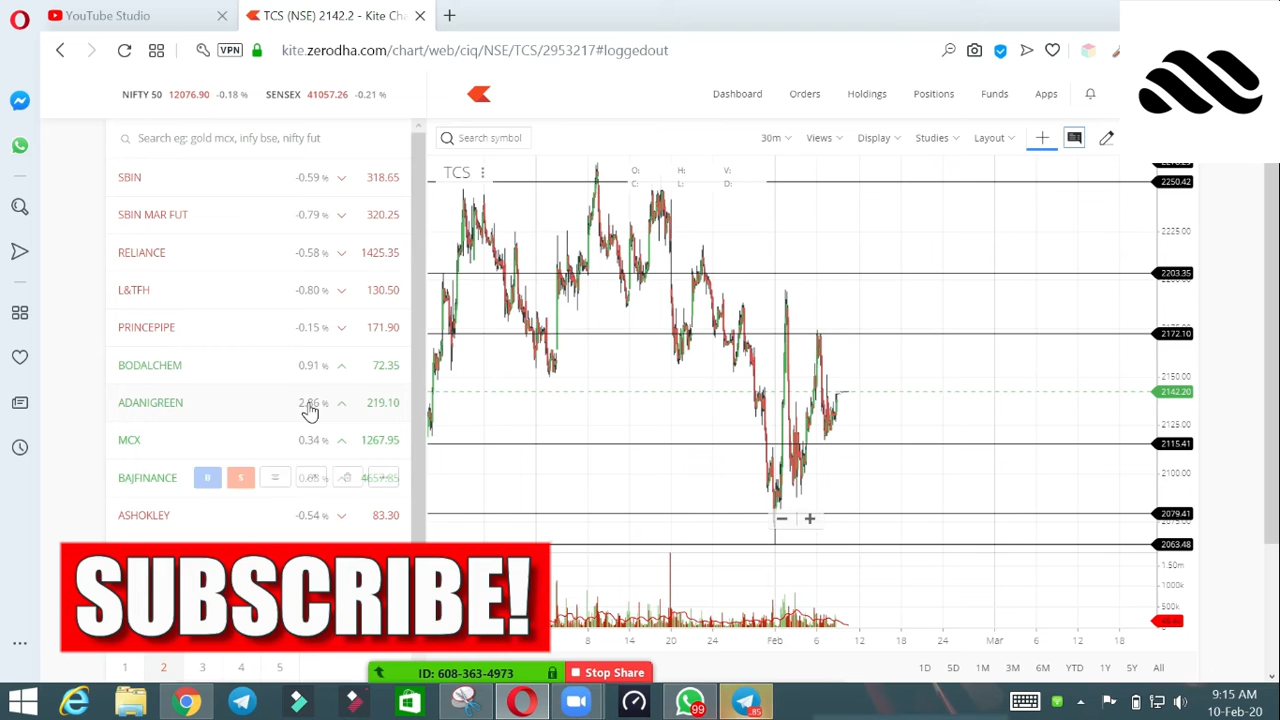 YouTube Studio
TCS (NSE) 2142.2 - Kite Cha
VPN
kite.zerodha.com/chart/web/ciq/NSE/TCS/2953217#loggedout
NIFTY 50 12076.90 -0.18 % SENSEX 41057.26 -0.21 %
Dashboard Orders Holdings Positions Funds Apps
Search eg: gold mcx, infy bse, nifty fut
Search symbol
30m Views Display Studies Layout
SBIN -0.59 % 318.65
SBIN MAR FUT -0.79 % 320.25
RELIANCE -0.58 % 1425.35
L&TFH -0.80 % 130.50
PRINCEPIPE -0.15 % 171.90
BODALCHEM 0.91 % 72.35
ADANIGREEN % 219.10
MCX 0.34 % 1267.95
BAJFINANCE B S
ASHOKLEY -0.54 % 83.30
TCS
O: H: V:
C: L: D:
2250.42
2225.00
2203.35
2172.10
2150.00
2142.20
2125.00
2115.41
2100.00
2079.41
2063.48
1.50m
1000k
500k
8 14 20 24 Feb 6 12 18 24 Mar 6 12 18
SUBSCRIBE!
1 2 3 4 5
1D 5D 1M 3M 6M YTD 1Y 5Y All
ID: 608-363-4973 Stop Share
99
85
9:15 AM
10-Feb-20